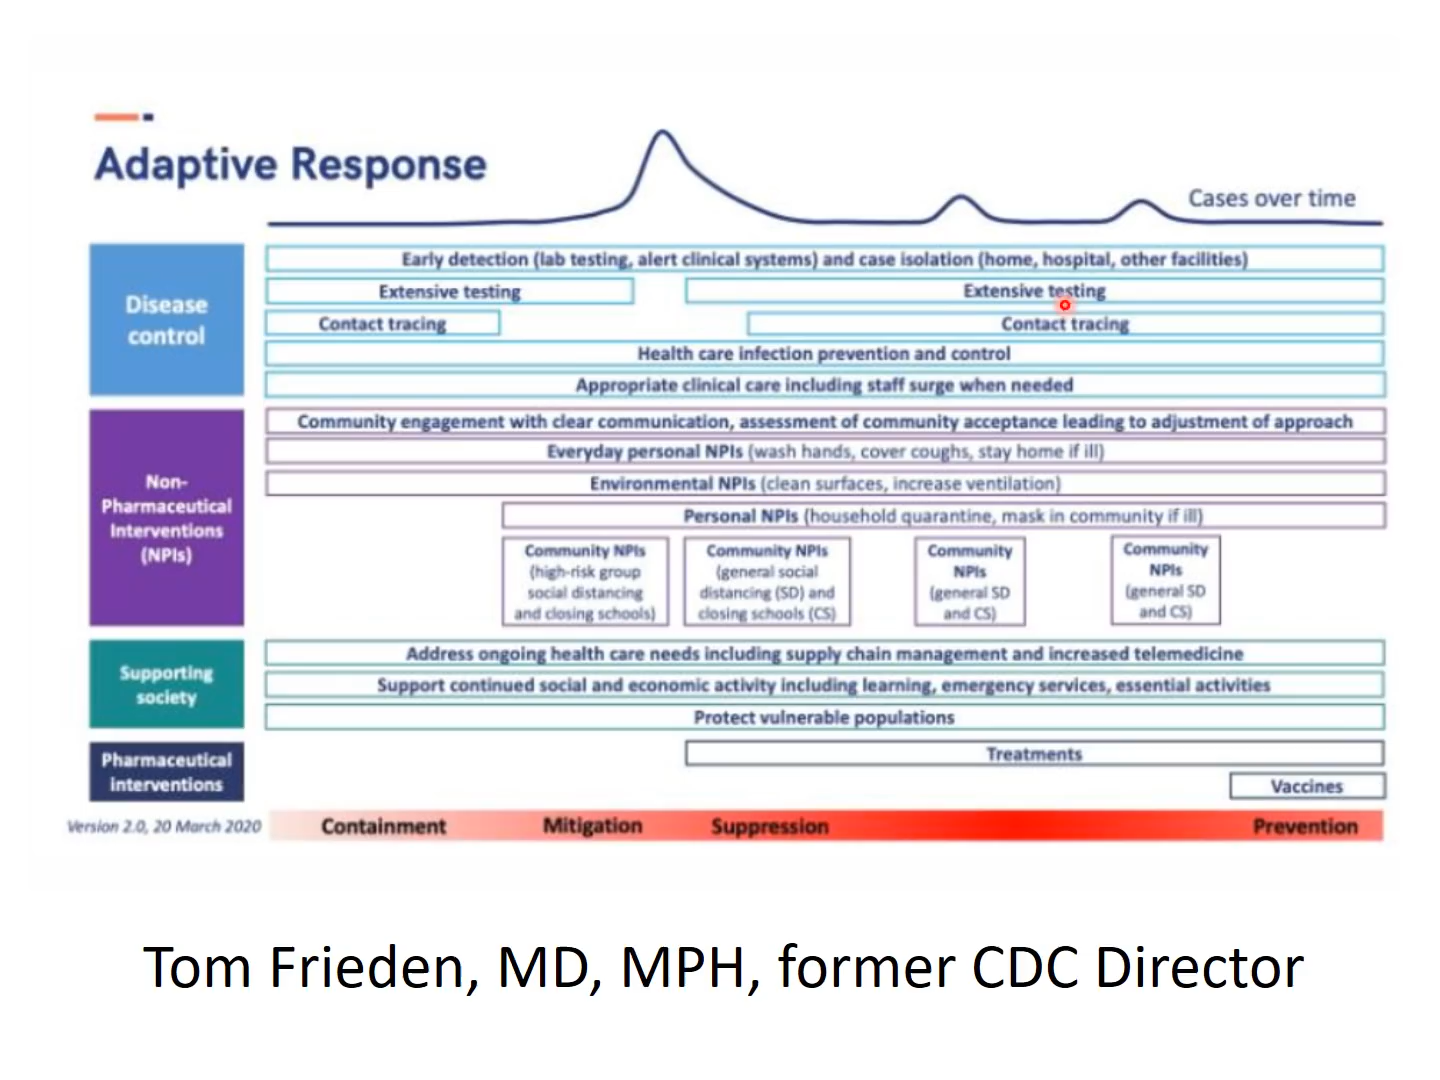 Adaptive Response
Cases over time
Disease
control
Early detection (lab testing, alert clinical systems) and case isolation (home, hospital, other facilities)
Extensive testing
Extensive testing
Contact tracing
Contact tracing
Health care infection prevention and control
Appropriate clinical care including staff surge when needed
Non-
Pharmaceutical
Interventions
(NPIs)
Community engagement with clear communication, assessment of community acceptance leading to adjustment of approach
Everyday personal NPIs (wash hands, cover coughs, stay home if ill)
Environmental NPIs (clean surfaces, increase ventilation)
Personal NPIs (household quarantine, mask in community if ill)
Community NPIs
(high-risk group
social distancing
and closing schools)
Community NPIs
(general social
distancing (SD) and
closing schools (CS)
Community
NPIs
(general SD
and CS)
Community
NPIs
(general SD
and CS)
Supporting
society
Address ongoing health care needs including supply chain management and increased telemedicine
Support continued social and economic activity including learning, emergency services, essential activities
Protect vulnerable populations
Pharmaceutical
interventions
Treatments
Vaccines
Version 2.0, 20 March 2020
Containment
Mitigation
Suppression
Prevention
Tom Frieden, MD, MPH, former CDC Director